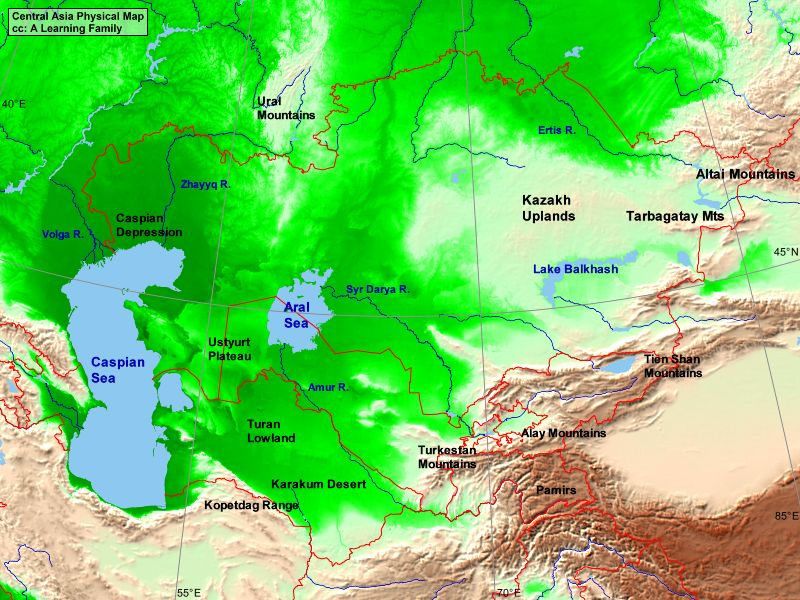 Central Asia Physical Map
cc: A Learning Family
40°E
Ural
Mountains
Ertis R.
Zhayyq R.
Altai Mountains
Kazakh
Uplands
Tarbagatay Mts
Caspian
Depression
Volga R.
45°N
Lake Balkhash
Syr Darya R.
Aral
Sea
Ustyurt
Plateau
Caspian
Sea
Tien Shan
Mountains
Amur R.
Turan
Lowland
Alay Mountains
Turkestan
Mountains
Karakum Desert
Pamirs
Kopetdag Range
85°E
55°E
70°E